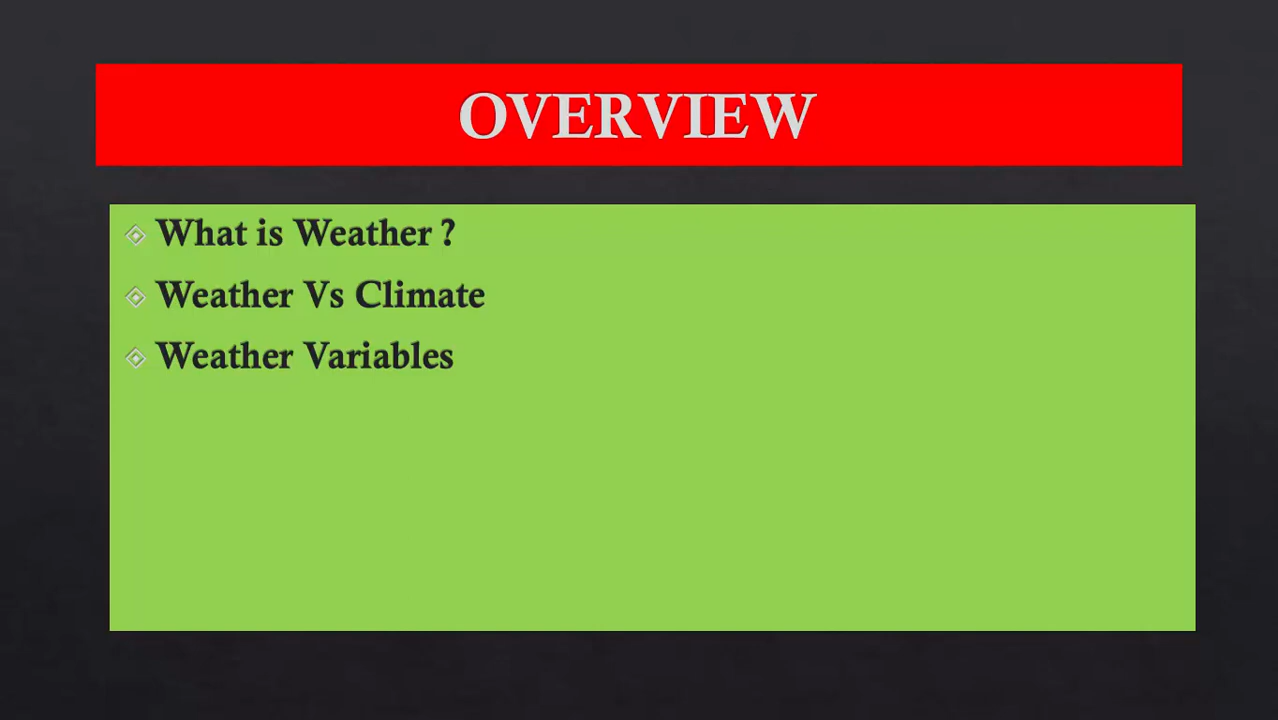 OVERVIEW
What is Weather ?
Weather Vs Climate
Weather Variables